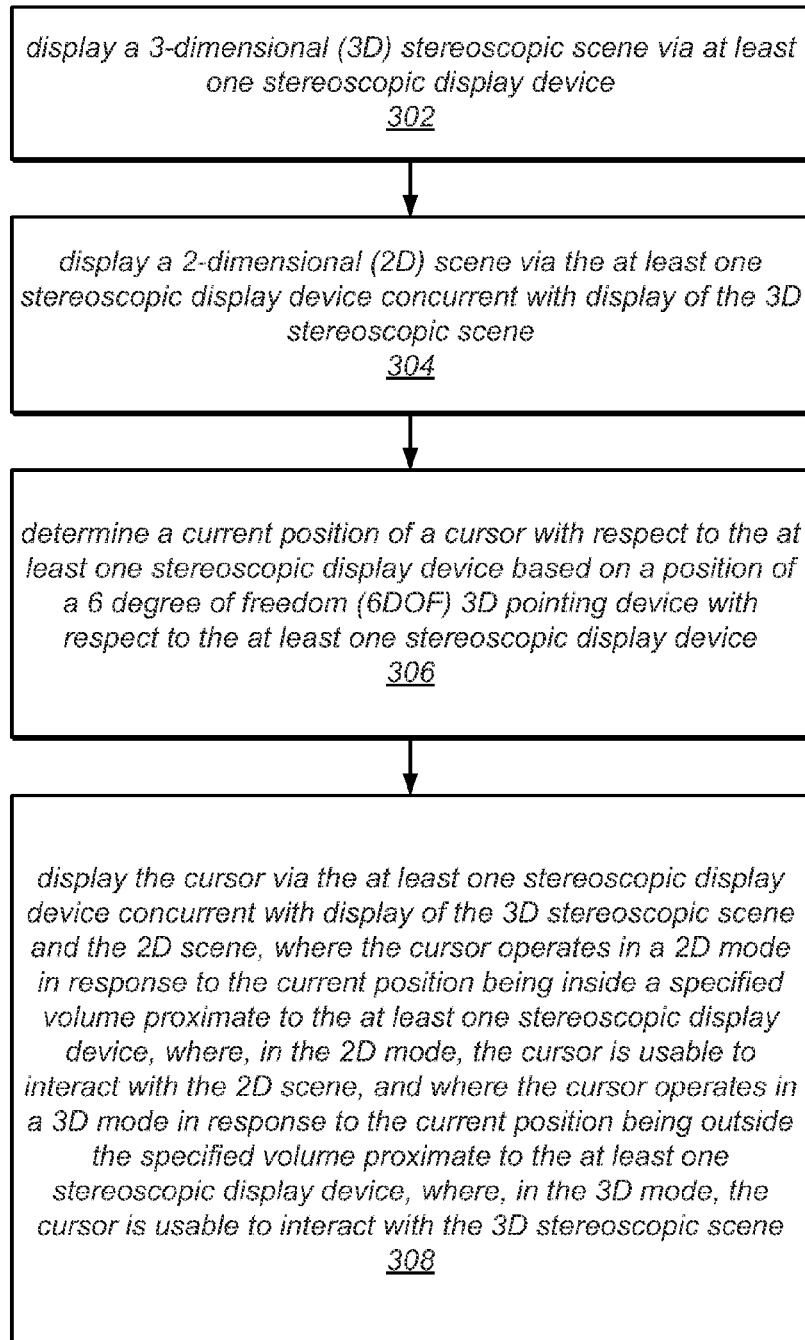 display a 3-dimensional (3D) stereoscopic scene via at least
one stereoscopic display device
302
display a 2-dimensional (2D) scene via the at least one
stereoscopic display device concurrent with display of the 3D
stereoscopic scene
304
determine a current position of a cursor with respect to the at
least one stereoscopic display device based on a position of
a 6 degree of freedom (6DOF) 3D pointing device with
respect to the at least one stereoscopic display device
306
display the cursor via the at least one stereoscopic display
device concurrent with display of the 3D stereoscopic scene
and the 2D scene, where the cursor operates in a 2D mode
in response to the current position being inside a specified
volume proximate to the at least one stereoscopic display
device, where, in the 2D mode, the cursor is usable to
interact with the 2D scene, and where the cursor operates in
a 3D mode in response to the current position being outside
the specified volume proximate to the at least one
stereoscopic display device, where, in the 3D mode, the
cursor is usable to interact with the 3D stereoscopic scene
308